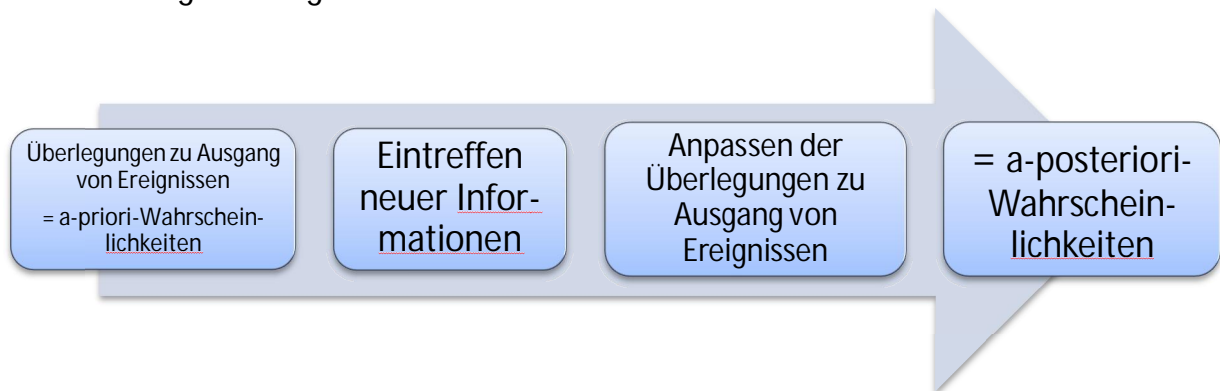 Überlegungen zu Ausgang
von Ereignissen
= a-priori-Wahrschein-
lichkeiten
Eintreffen
neuer Infor-
mationen
Anpassen der
Überlegungen zu
Ausgang von
Ereignissen
= a-posteriori-
Wahrschein-
lichkeiten